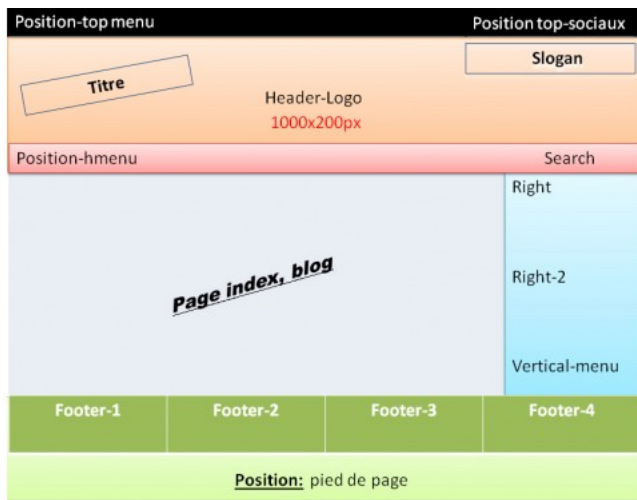 Position-top menu Position top-sociaux
Titre
Slogan
Header-Logo
1000x200px
Position-hmenu Search
Page index, blog
Right
Right-2
Vertical-menu
Footer-1 Footer-2 Footer-3 Footer-4
Position: pied de page